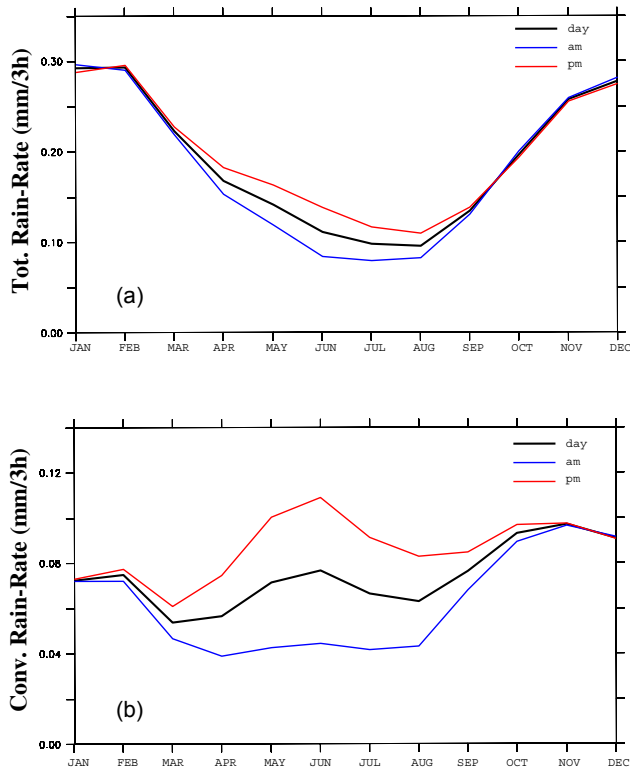 Tot. Rain-Rate (mm/3h)
0.30
0.20
0.10
0.00
day
am
pm
(a)
JAN FEB MAR APR MAY JUN JUL AUG SEP OCT NOV DEC
Conv. Rain-Rate (mm/3h)
0.12
0.08
0.04
0.00
day
am
pm
(b)
JAN FEB MAR APR MAY JUN JUL AUG SEP OCT NOV DEC